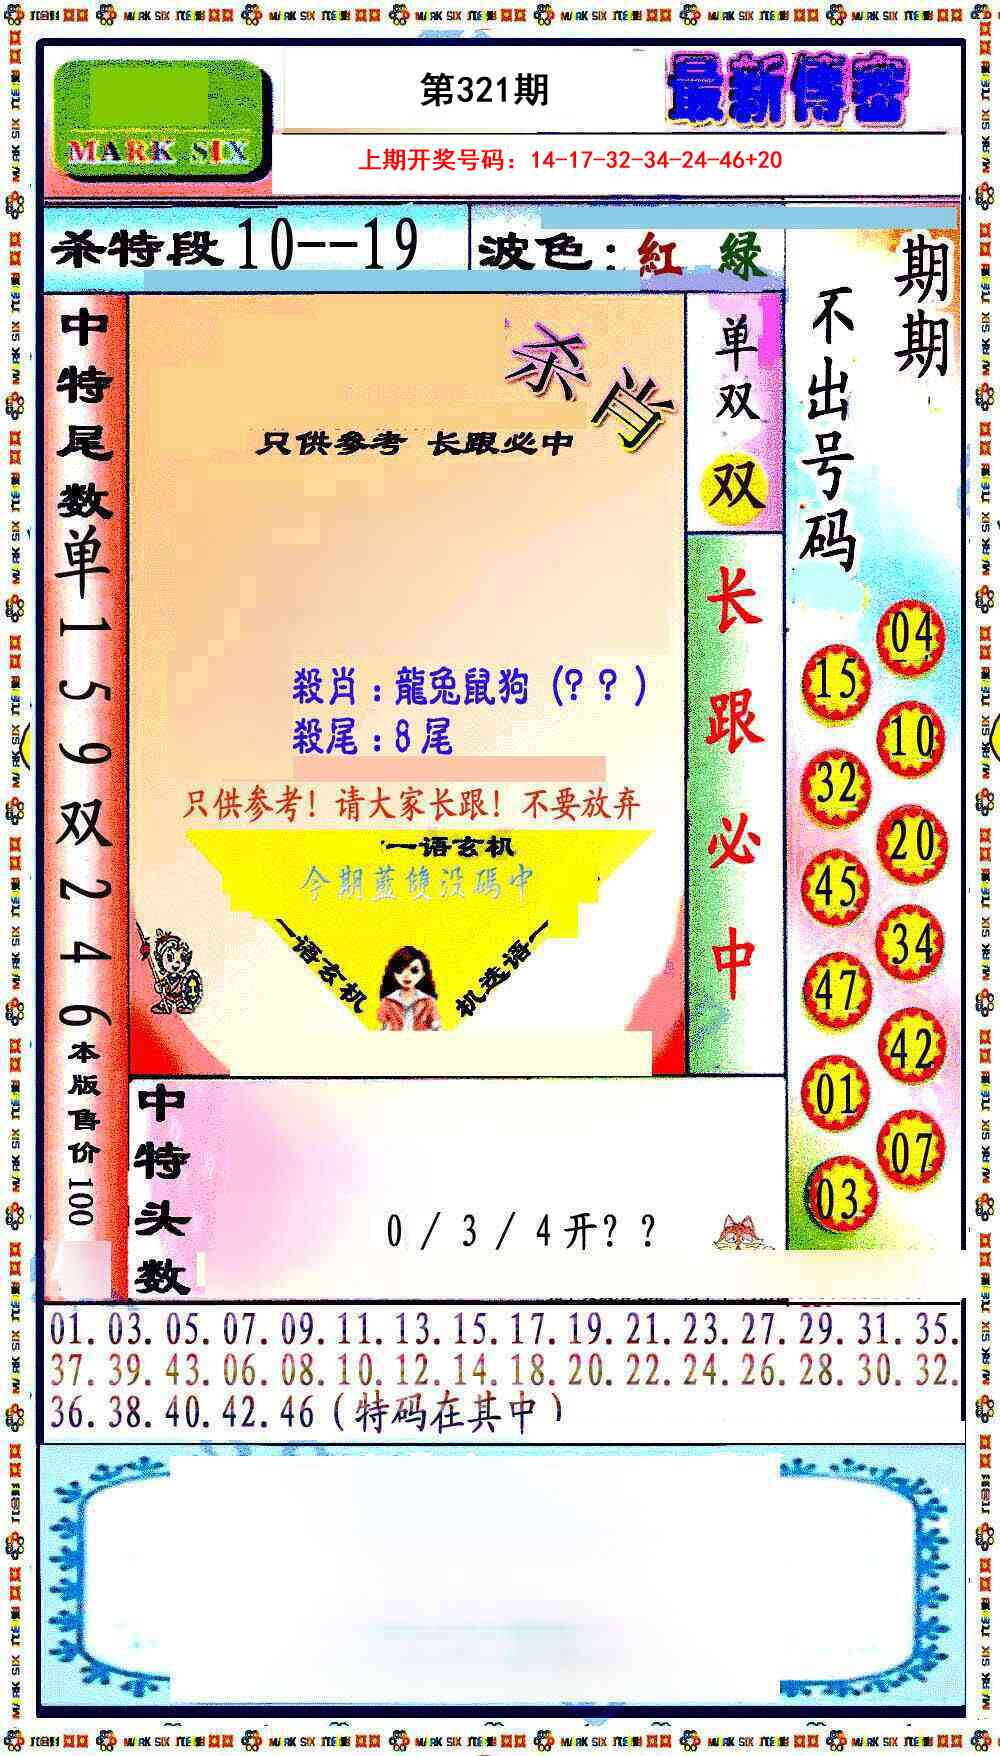 第321期
最新傳密
MARK SIX
上期开奖号码：14-17-32-34-24-46+20
杀特段10--19
波色：紅 綠
期期
不出号码
04
15
10
32
20
45
34
47
42
01
07
03
中特尾数单159双246本版售价100
杀肖
只供参考 长跟必中
单双
双
长跟必中
殺肖：龍兔鼠狗（？？）
殺尾：8尾
只供参考！请大家长跟！不要放弃
一语玄机
今期藍雙没碼中
一语玄机
机选语一
中特头数
0 / 3 / 4开？？
01.03.05.07.09.11.13.15.17.19.21.23.27.29.31.35.
37.39.43.06.08.10.12.14.18.20.22.24.26.28.30.32.
36.38.40.42.46（特码在其中）